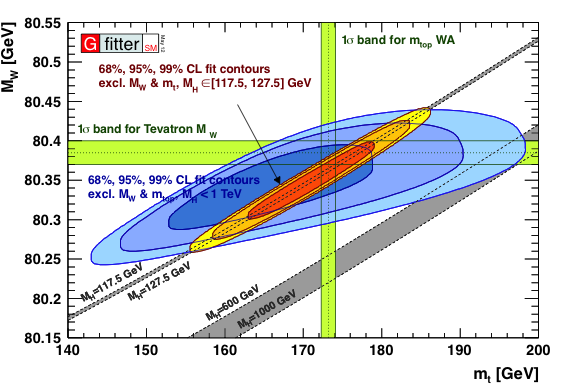 M_W [GeV]
80.55
80.5
80.45
80.4
80.35
80.3
80.25
80.2
80.15
G fitter SM May 12
1σ band for m_top WA
68%, 95%, 99% CL fit contours
excl. M_W & m_t, M_H ∈ [117.5, 127.5] GeV
1σ band for Tevatron M_W
68%, 95%, 99% CL fit contours
excl. M_W & m_top, M_H < 1 TeV
M_H=117.5 GeV
M_H=127.5 GeV
M_H=600 GeV
M_H=1000 GeV
140 150 160 170 180 190 200
m_t [GeV]